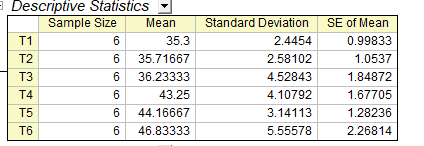 Descriptive Statistics
Sample Size Mean Standard Deviation SE of Mean
T1 6 35.3 2.4454 0.99833
T2 6 35.71667 2.58102 1.0537
T3 6 36.23333 4.52843 1.84872
T4 6 43.25 4.10792 1.67705
T5 6 44.16667 3.14113 1.28236
T6 6 46.83333 5.55578 2.26814